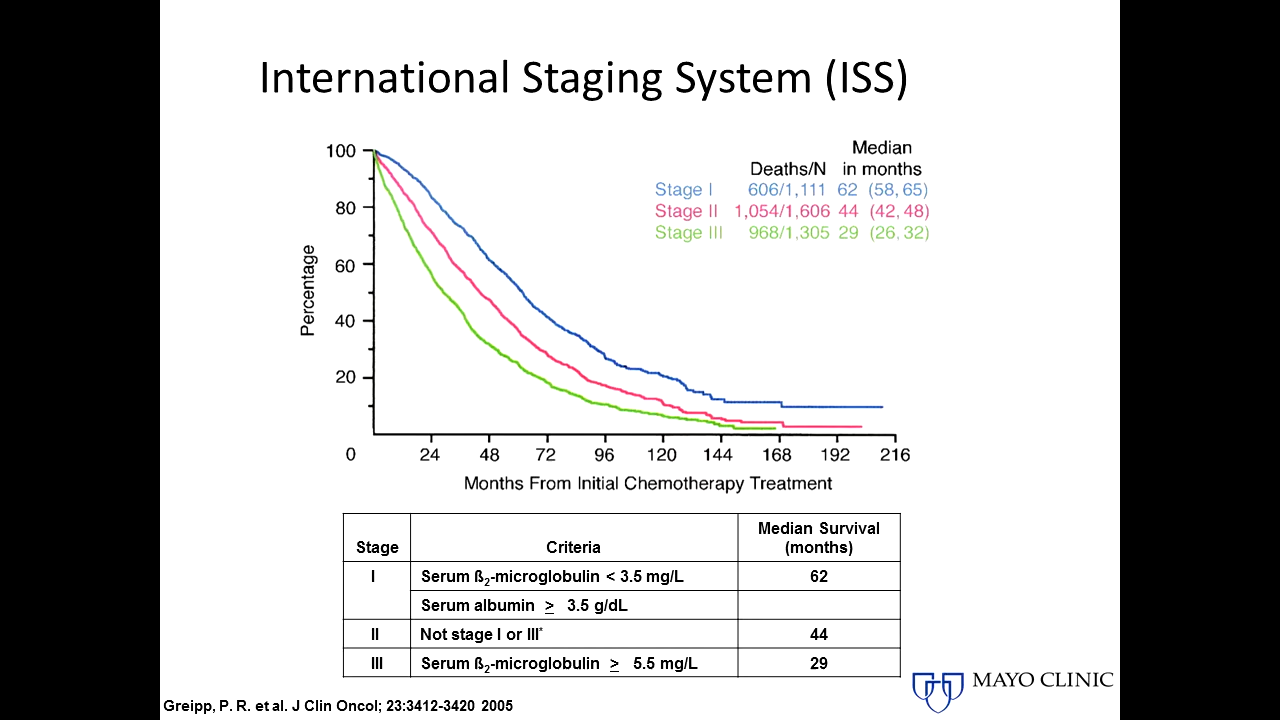 International Staging System (ISS)
Median
Deaths/N in months
Stage I 606/1,111 62 (58, 65)
Stage II 1,054/1,606 44 (42, 48)
Stage III 968/1,305 29 (26, 32)
100
80
60
40
20
Percentage
0 24 48 72 96 120 144 168 192 216
Months From Initial Chemotherapy Treatment
Median Survival
Stage Criteria (months)
I Serum ß₂-microglobulin < 3.5 mg/L 62
Serum albumin ≥ 3.5 g/dL
II Not stage I or III* 44
III Serum ß₂-microglobulin ≥ 5.5 mg/L 29
MAYO CLINIC
Greipp, P. R. et al. J Clin Oncol; 23:3412-3420 2005